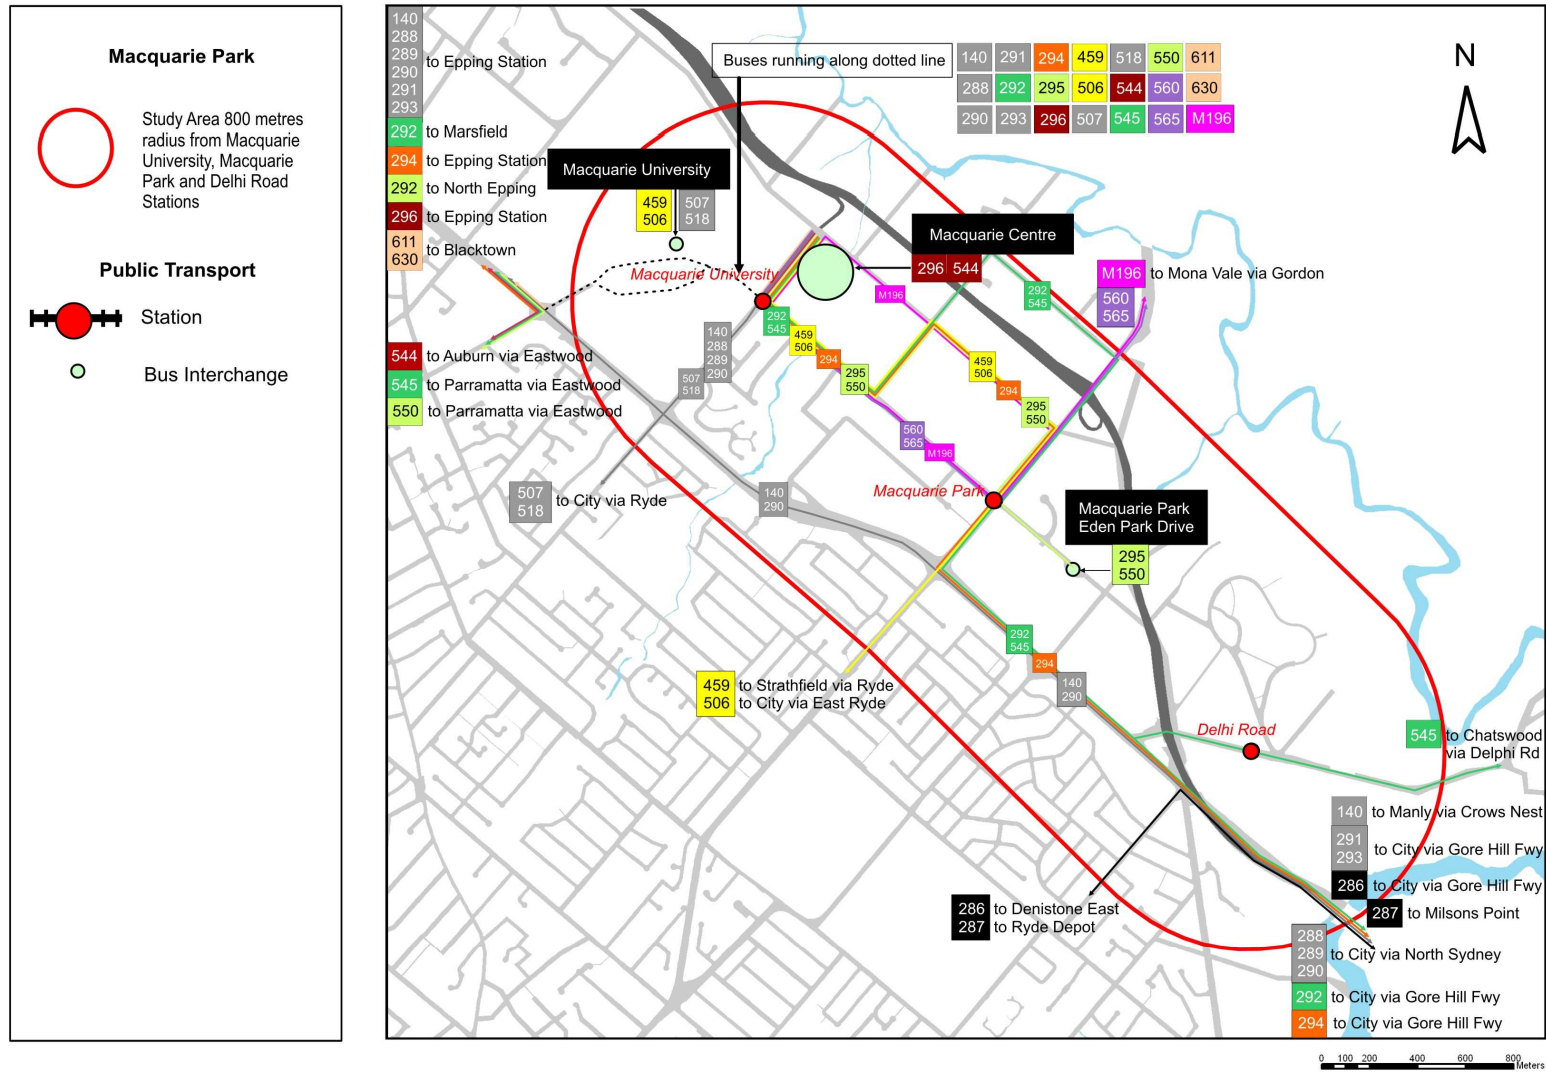 Macquarie Park
Study Area 800 metres
radius from Macquarie
University, Macquarie
Park and Delhi Road
Stations
Public Transport
Station
Bus Interchange
140
288
289
290
291
293
to Epping Station
292 to Marsfield
294 to Epping Station
292 to North Epping
296 to Epping Station
611
630
to Blacktown
544 to Auburn via Eastwood
545 to Parramatta via Eastwood
550 to Parramatta via Eastwood
Buses running along dotted line
140 291 294 459 518 550 611
288 292 295 506 544 560 630
290 293 296 507 545 565 M196
N
Macquarie University
459
506
507
518
Macquarie University
Macquarie Centre
296 544
M196 to Mona Vale via Gordon
560
565
M196
292
545
292
545
459
506
294
295
550
140
288
289
290
507
518
459
506
294
295
550
560
565
M196
507
518
to City via Ryde
140
290
Macquarie Park
Macquarie Park
Eden Park Drive
295
550
292
545
294
140
290
459 to Strathfield via Ryde
506 to City via East Ryde
Delhi Road
545 to Chatswood
via Delphi Rd
140 to Manly via Crows Nest
291
293
to City via Gore Hill Fwy
286 to City via Gore Hill Fwy
287 to Milsons Point
286 to Denistone East
287 to Ryde Depot
288
289
290
to City via North Sydney
292 to City via Gore Hill Fwy
294 to City via Gore Hill Fwy
0 100 200 400 600 800
Meters